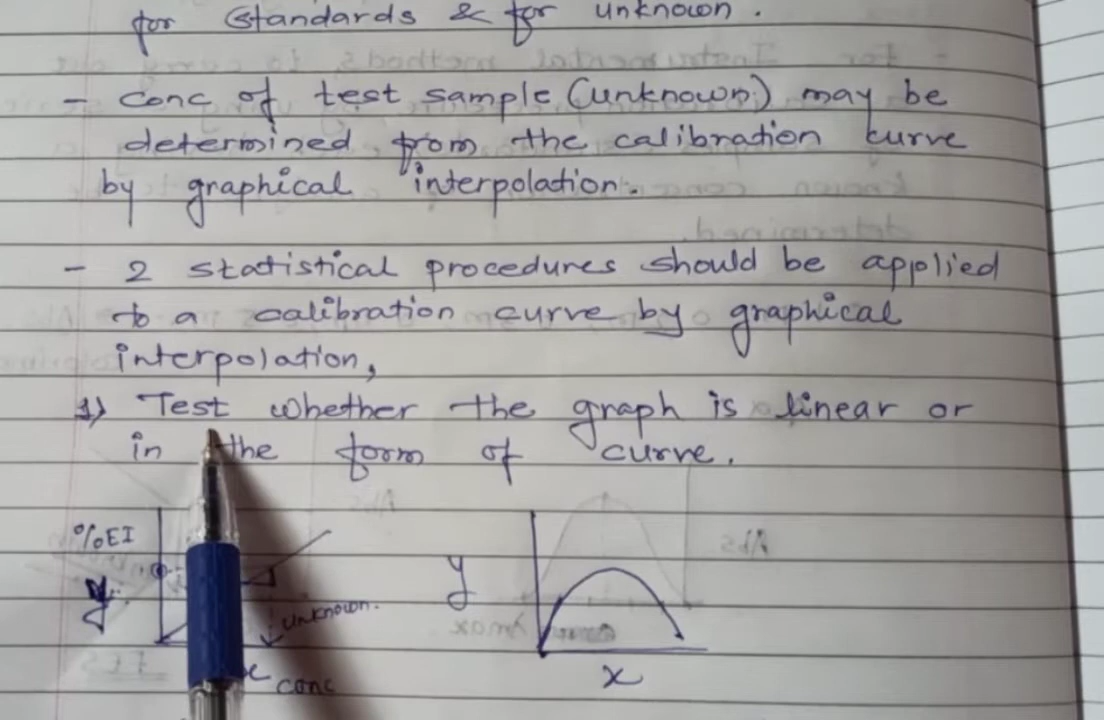 for Standards & for unknown.
- conc of test sample (unknown) may be
determined from the calibration curve
by graphical interpolation.
- 2 statistical procedures should be applied
to a calibration curve by graphical
interpolation,
1) Test whether the graph is linear or
in the form of curve.
%EI
y
unknown.
conc
y
x